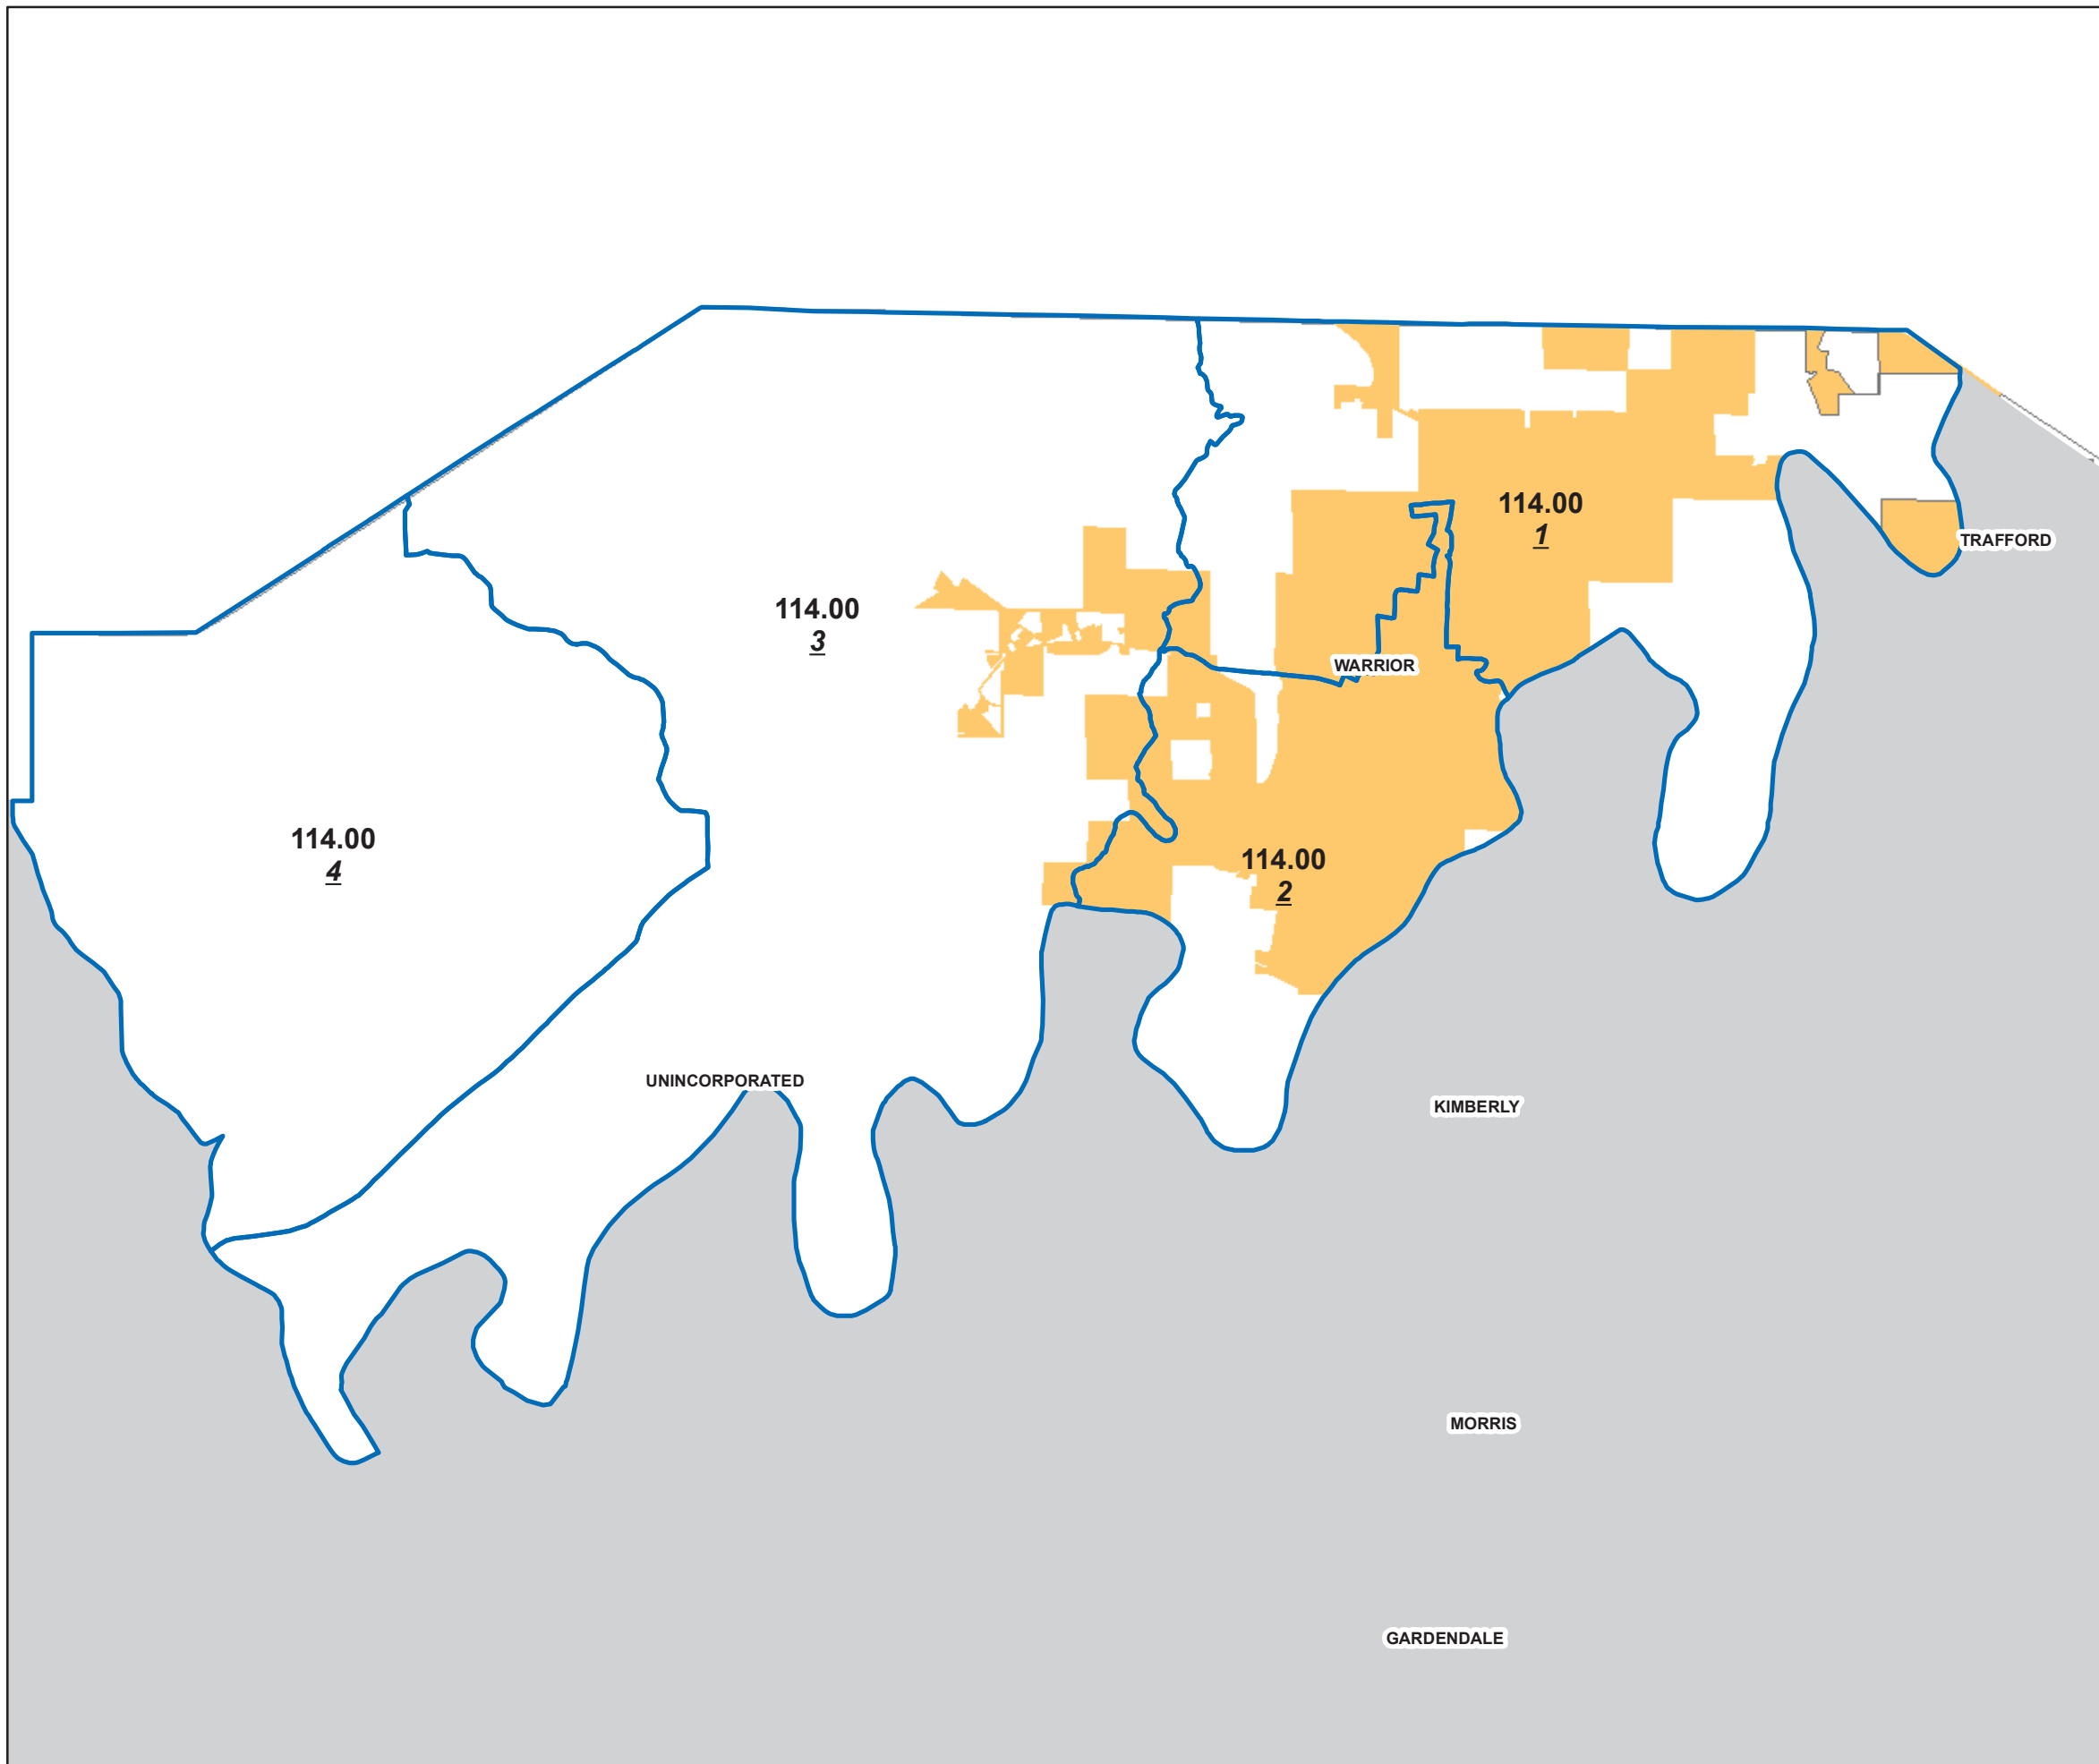 114.00
1
TRAFFORD
114.00
3
WARRIOR
114.00
4
114.00
2
UNINCORPORATED
KIMBERLY
MORRIS
GARDENDALE